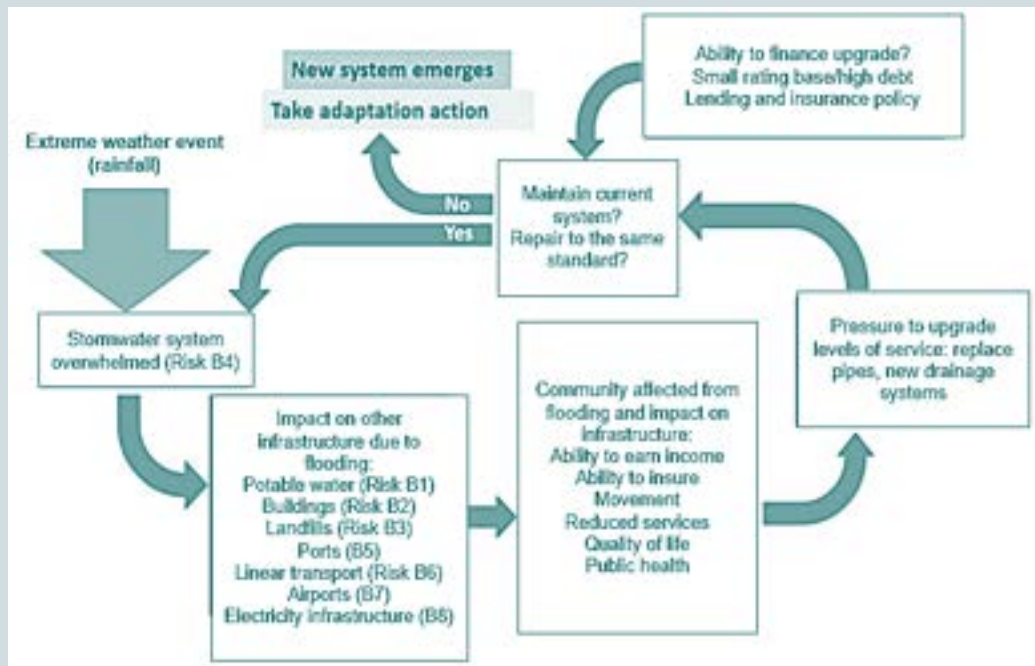 Ability to finance upgrade?
Small rating base/high debt
Lending and insurance policy
New system emerges
Take adaptation action
Extreme weather event
(rainfall)
Maintain current
system?
Repair to the same
standard?
No
Yes
Stormwater system
overwhelmed (Risk B4)
Pressure to upgrade
levels of service: replace
pipes, new drainage
systems
Impact on other
infrastructure due to
flooding:
Potable water (Risk B1)
Buildings (Risk B2)
Landfills (Risk B3)
Ports (B5)
Linear transport (Risk B6)
Airports (B7)
Electricity infrastructure (B8)
Community affected from
flooding and impact on
infrastructure:
Ability to earn income
Ability to insure
Movement
Reduced services
Quality of life
Public health